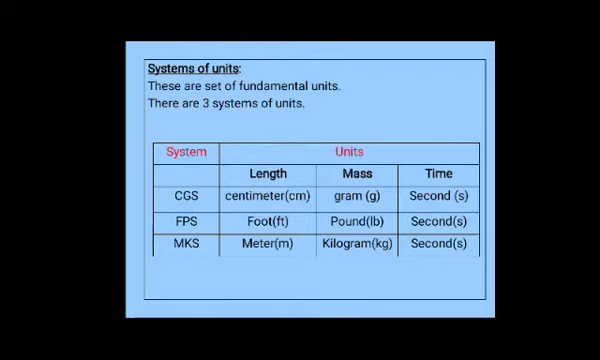 Systems of units:
These are set of fundamental units.
There are 3 systems of units.
System Units
Length Mass Time
CGS centimeter(cm) gram (g) Second (s)
FPS Foot(ft) Pound(lb) Second(s)
MKS Meter(m) Kilogram(kg) Second(s)